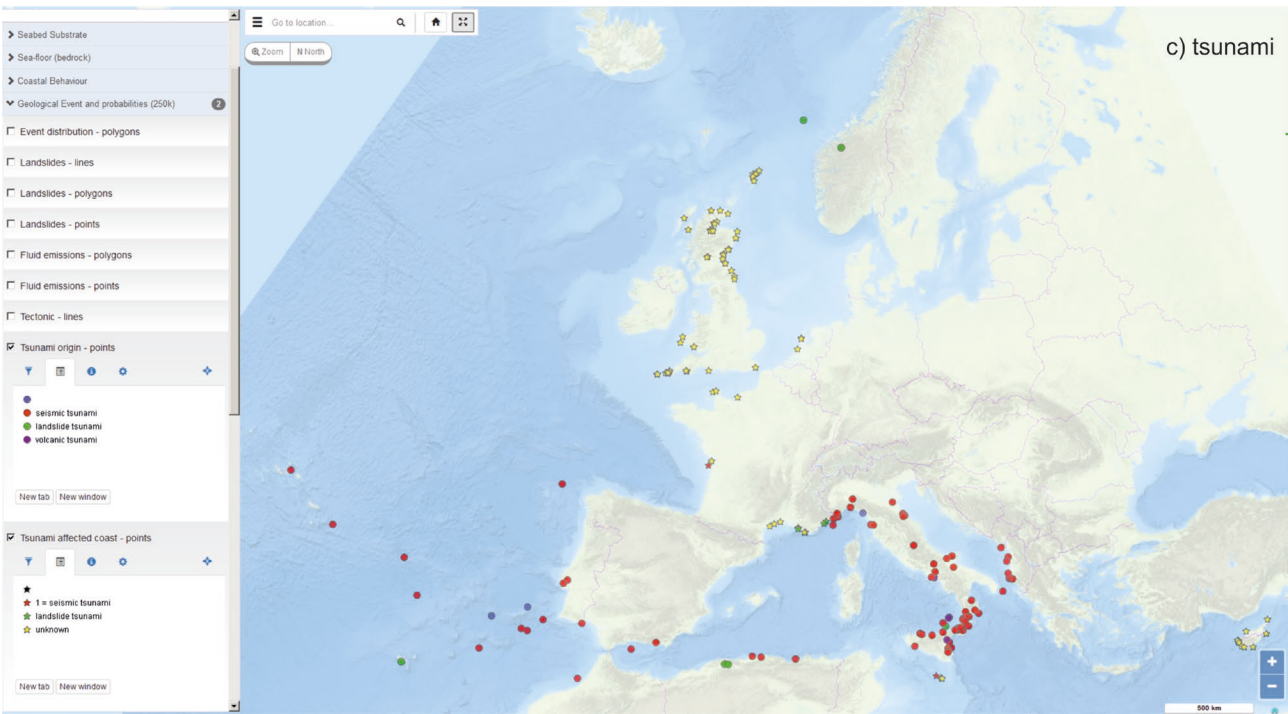 Seabed Substrate
Sea-floor (bedrock)
Coastal Behaviour
Geological Event and probabilities (250k) 2
Event distribution - polygons
Landslides - lines
Landslides - polygons
Landslides - points
Fluid emissions - polygons
Fluid emissions - points
Tectonic - lines
Tsunami origin - points
seismic tsunami
landslide tsunami
volcanic tsunami
New tab New window
Tsunami affected coast - points
1 = seismic tsunami
landslide tsunami
unknown
New tab New window
Go to location...
Zoom N North
c) tsunami
+
−
500 km